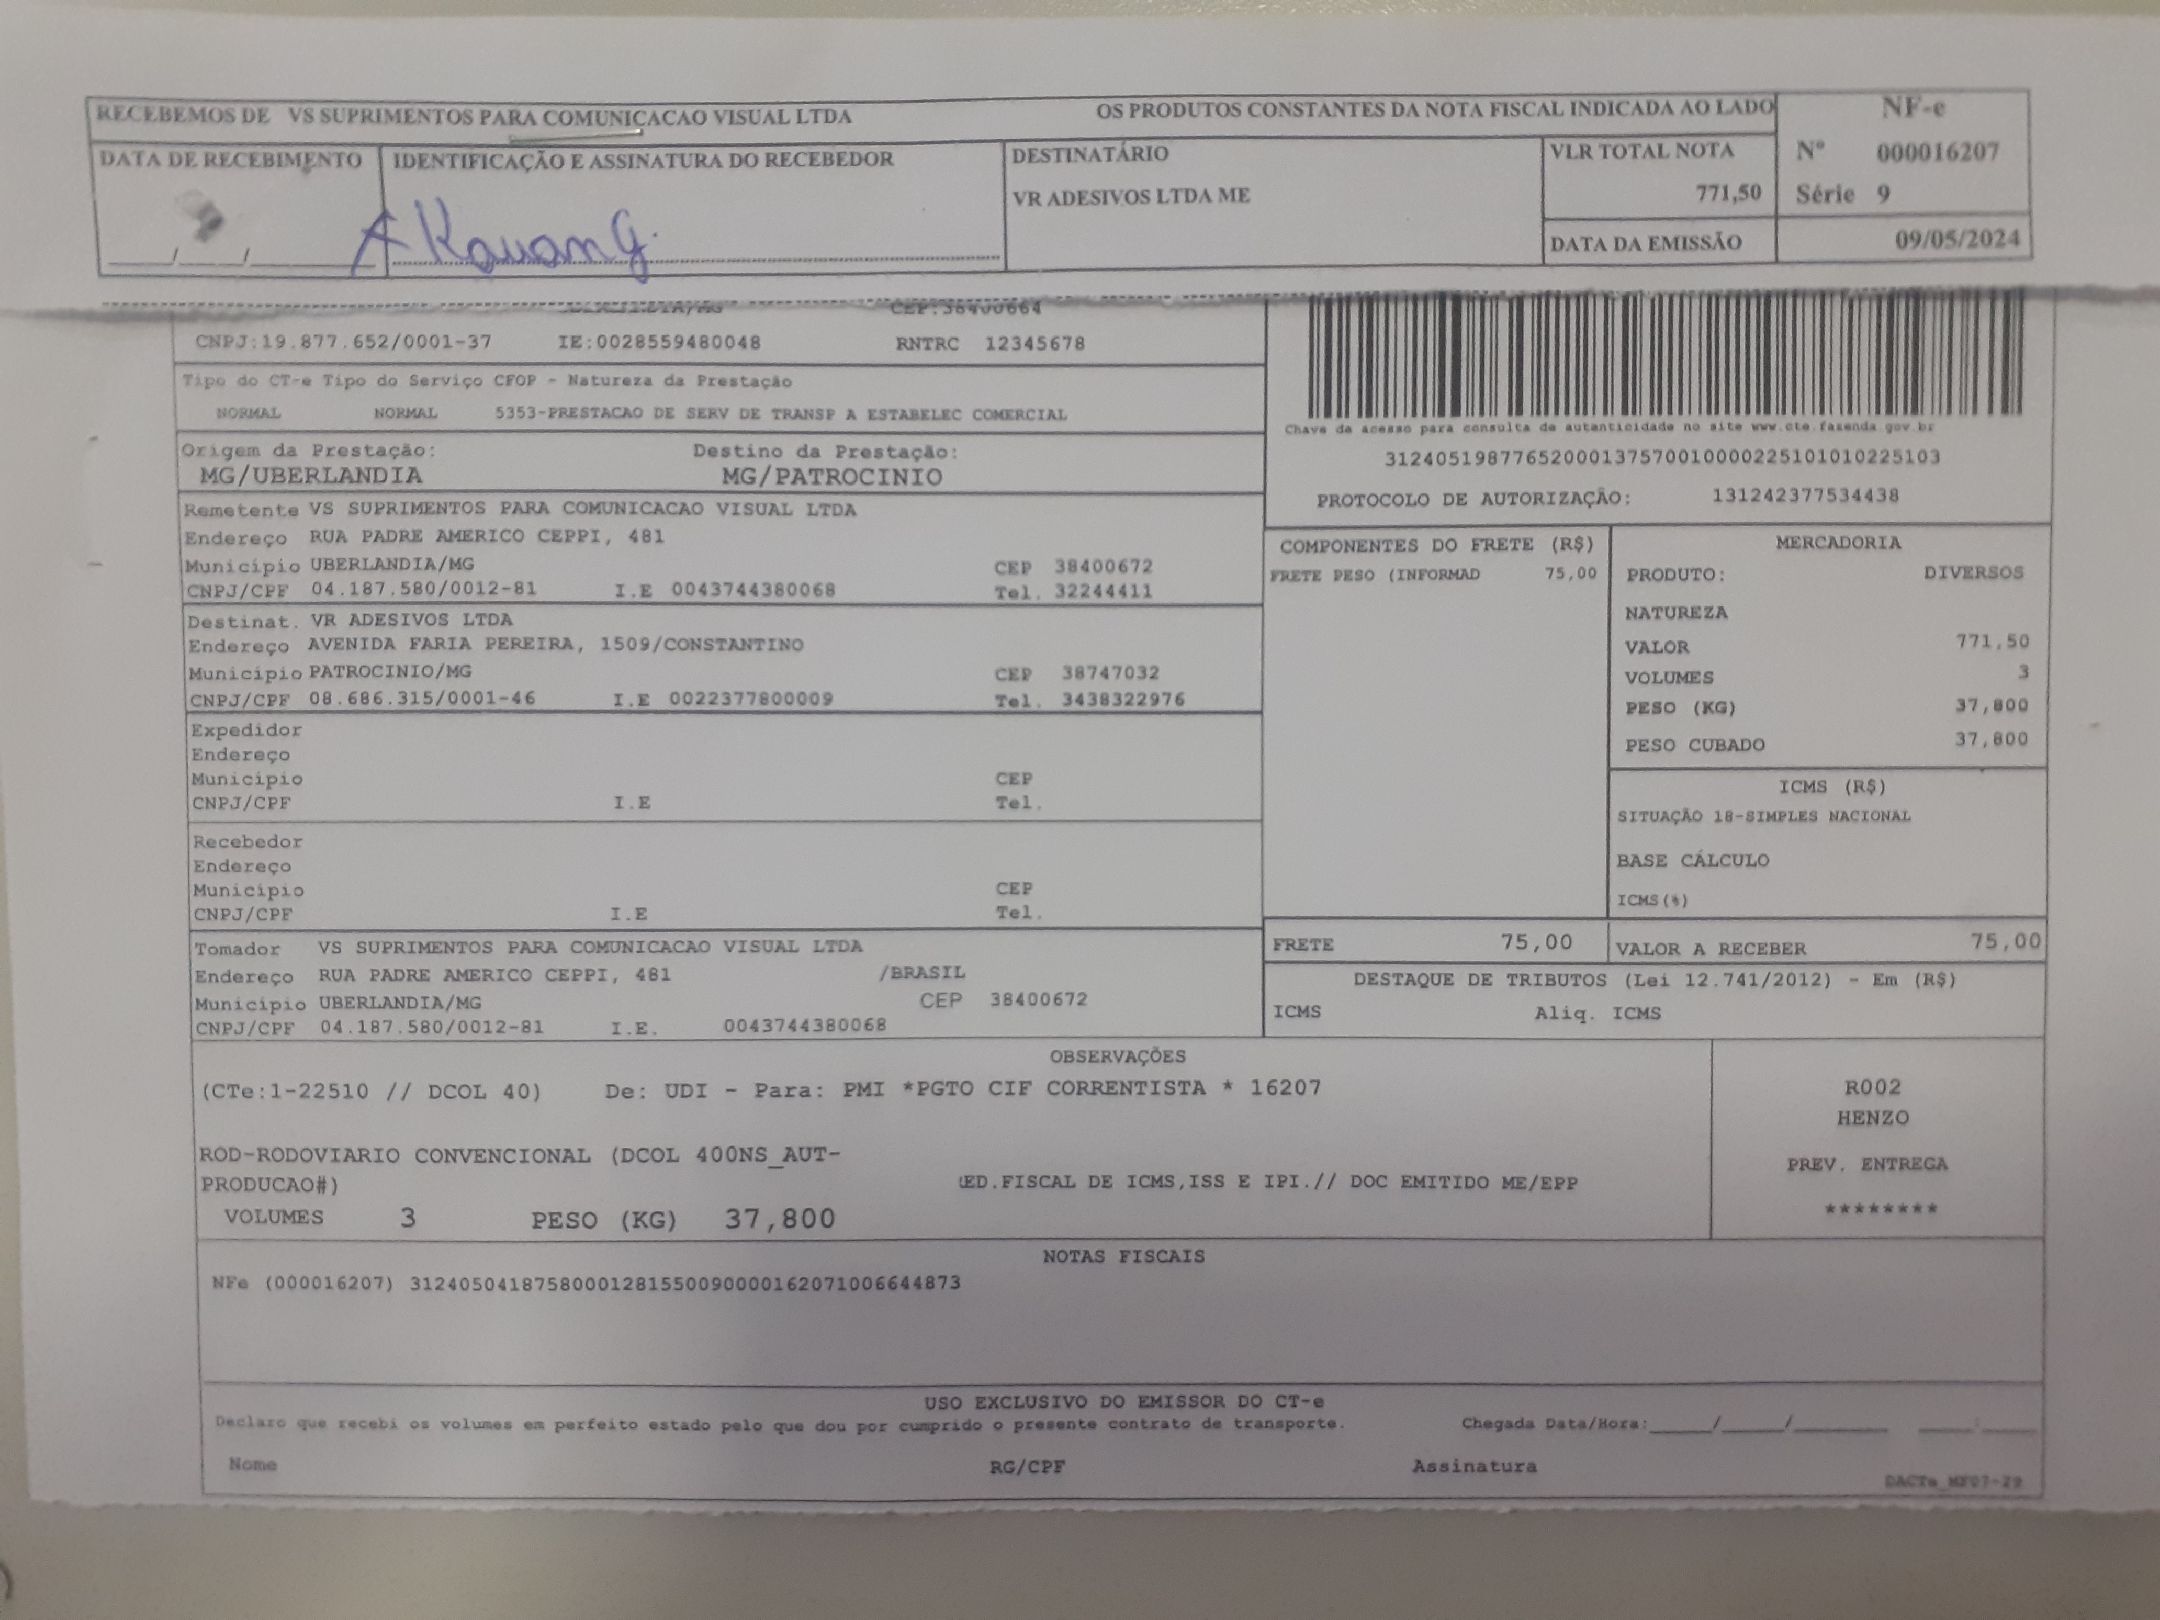 RECEBEMOS DE VS SUPRIMENTOS PARA COMUNICACAO VISUAL LTDA OS PRODUTOS CONSTANTES DA NOTA FISCAL INDICADA AO LADO
NF-e
Nº 000016207
Série 9
DATA DE RECEBIMENTO IDENTIFICAÇÃO E ASSINATURA DO RECEBEDOR
DESTINATÁRIO
VR ADESIVOS LTDA ME
VLR TOTAL NOTA
771,50
DATA DA EMISSÃO 09/05/2024
CEP:38400664
CNPJ:19.877.652/0001-37 IE:0028559480048 RNTRC 12345678
Tipo do CT-e Tipo do Serviço CFOP - Natureza da Prestação
NORMAL NORMAL 5353-PRESTACAO DE SERV DE TRANSP A ESTABELEC COMERCIAL
Chave de acesso para consulta de autenticidade no site www.cte.fazenda.gov.br
31240519877652000137570010000225101010225103
PROTOCOLO DE AUTORIZAÇÃO: 131242377534438
Origem da Prestação: Destino da Prestação:
MG/UBERLANDIA MG/PATROCINIO
Remetente VS SUPRIMENTOS PARA COMUNICACAO VISUAL LTDA
Endereço RUA PADRE AMERICO CEPPI, 481
Município UBERLANDIA/MG CEP 38400672
CNPJ/CPF 04.187.580/0012-81 I.E 0043744380068 Tel. 32244411
Destinat. VR ADESIVOS LTDA
Endereço AVENIDA FARIA PEREIRA, 1509/CONSTANTINO
Município PATROCINIO/MG CEP 38747032
CNPJ/CPF 08.686.315/0001-46 I.E 0022377800009 Tel. 3438322976
Expedidor
Endereço
Município CEP
CNPJ/CPF I.E Tel.
Recebedor
Endereço
Município CEP
CNPJ/CPF I.E Tel.
Tomador VS SUPRIMENTOS PARA COMUNICACAO VISUAL LTDA
Endereço RUA PADRE AMERICO CEPPI, 481 /BRASIL
Município UBERLANDIA/MG CEP 38400672
CNPJ/CPF 04.187.580/0012-81 I.E. 0043744380068
COMPONENTES DO FRETE (R$)
FRETE PESO (INFORMAD 75,00
MERCADORIA
PRODUTO: DIVERSOS
NATUREZA
VALOR 771,50
VOLUMES 3
PESO (KG) 37,800
PESO CUBADO 37,800
ICMS (R$)
SITUAÇÃO 18-SIMPLES NACIONAL
BASE CÁLCULO
ICMS(%)
FRETE 75,00 VALOR A RECEBER 75,00
DESTAQUE DE TRIBUTOS (Lei 12.741/2012) - Em (R$)
ICMS Aliq. ICMS
OBSERVAÇÕES
(CTe:1-22510 // DCOL 40) De: UDI - Para: PMI *PGTO CIF CORRENTISTA * 16207
ROD-RODOVIARIO CONVENCIONAL (DCOL 400NS_AUT-
PRODUCAO#) ED.FISCAL DE ICMS,ISS E IPI.// DOC EMITIDO ME/EPP
VOLUMES 3 PESO (KG) 37,800
R002
HENZO
PREV. ENTREGA
********
NOTAS FISCAIS
NFe (000016207) 31240504187580001281550090000162071006644873
USO EXCLUSIVO DO EMISSOR DO CT-e
Declaro que recebi os volumes em perfeito estado pelo que dou por cumprido o presente contrato de transporte. Chegada Data/Hora:____/____/______ ____:____
Nome RG/CPF Assinatura
DACTe_MF07-29